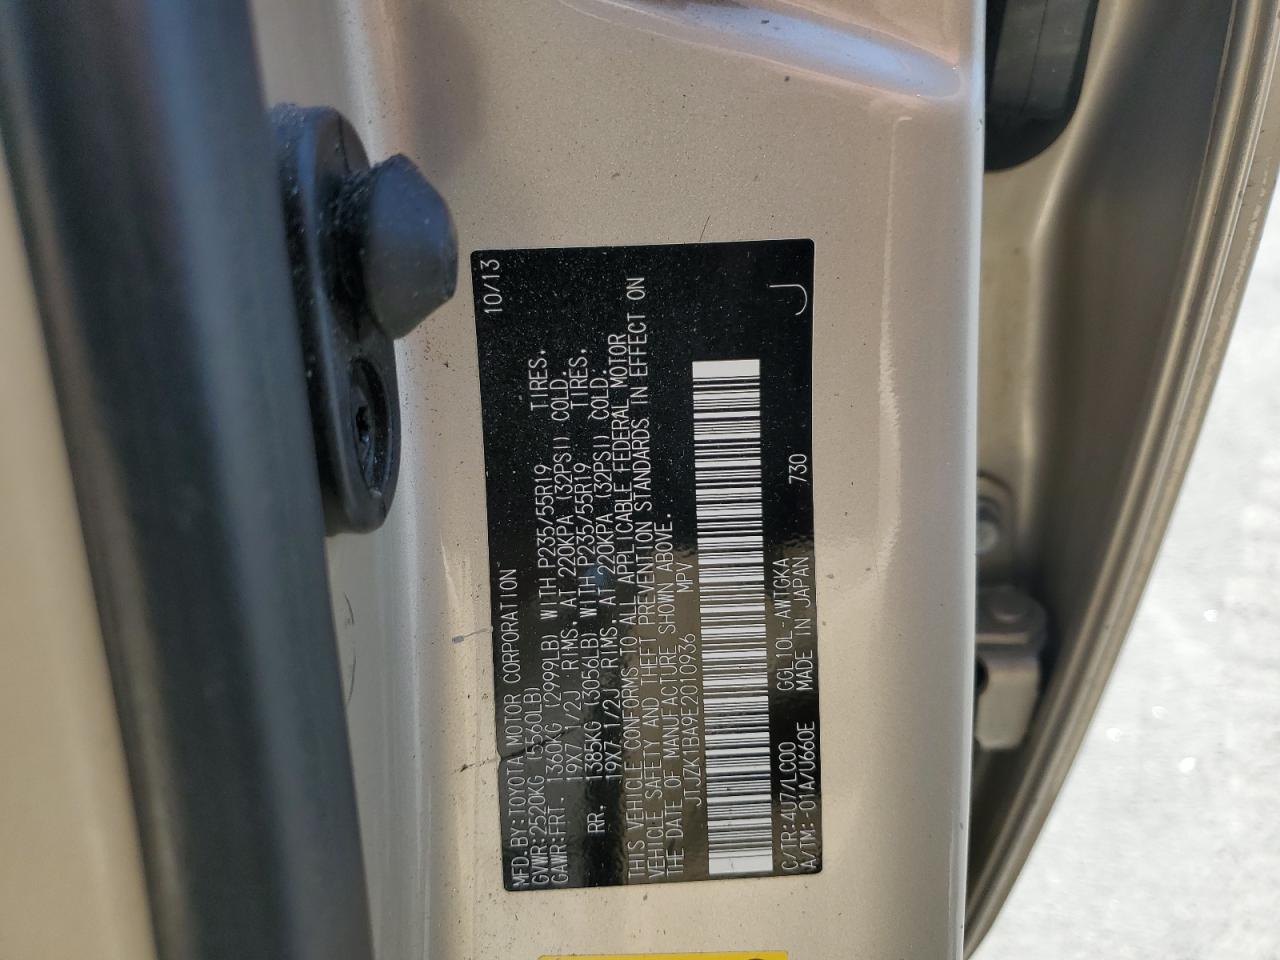 MFD. BY: TOYOTA MOTOR CORPORATION 10/13
GVWR: 2520KG (5560LB)
GAWR: FRT. 1360KG (2999LB) WITH P235/55R19 TIRES.
19X7 1/2J RIMS. AT 220KPA (32PSI) COLD.
RR. 1385KG (3056LB) WITH P235/55R19 TIRES.
19X7 1/2J RIMS. AT 220KPA (32PSI) COLD.
THIS VEHICLE CONFORMS TO ALL APPLICABLE FEDERAL MOTOR
VEHICLE SAFETY AND THEFT PREVENTION STANDARDS IN EFFECT ON
THE DATE OF MANUFACTURE SHOWN ABOVE.
JTJZK1BA9E2010936 MPV
730 J
C/TR: 4U7/LC00 GGL10L-AWTGKA
A/TM: -01A/U660E MADE IN JAPAN